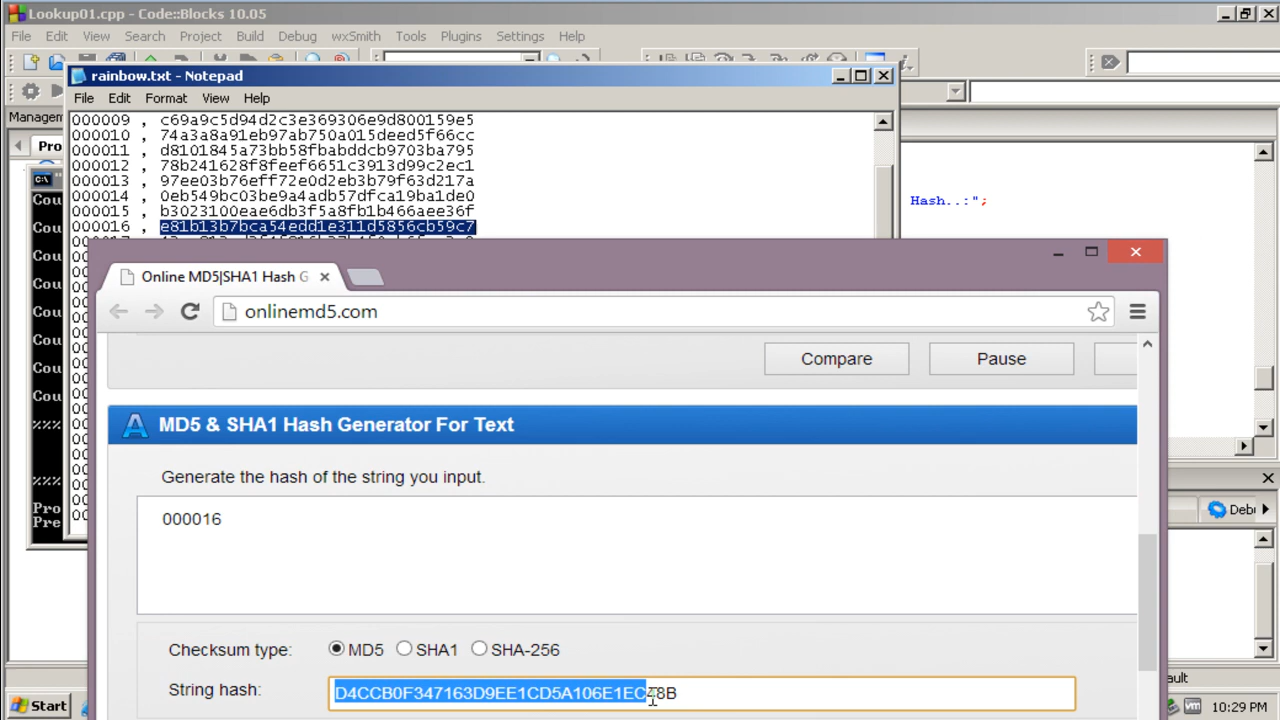 Lookup01.cpp - Code::Blocks 10.05
File Edit View Search Project Build Debug wxSmith Tools Plugins Settings Help
rainbow.txt - Notepad
File Edit Format View Help
000009 , c69a9c5d94d2c3e369306e9d800159e5
000010 , 74a3a8a91eb97ab750a015deed5f66cc
000011 , d8101845a73bb58fbabddcb9703ba795
000012 , 78b241628f8feef6651c3913d99c2ec1
000013 , 97ee03b76eff72e0d2eb3b79f63d217a
000014 , 0eb549bc03be9a4adb57dfca19ba1de0
000015 , b3023100eae6db3f5a8fb1b466aee36f
000016 , e81b13b7bca54edd1e311d5856cb59c7
Hash..:";
Online MD5|SHA1 Hash G
onlinemd5.com
Compare Pause
MD5 & SHA1 Hash Generator For Text
Generate the hash of the string you input.
000016
Checksum type: MD5 SHA1 SHA-256
String hash:
Start
10:29 PM